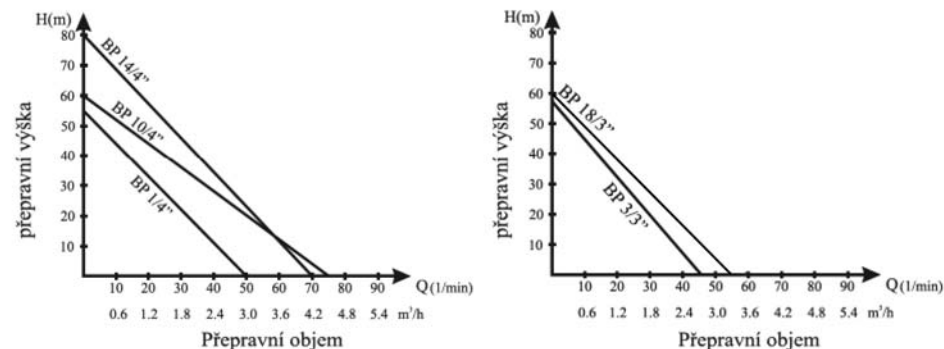 H(m)
80
70
60
50
40
30
20
10
přepravní výška
BP 14/4”
BP 10/4”
BP 1/4”
10 20 30 40 50 60 70 80 90 Q(1/min)
0.6 1.2 1.8 2.4 3.0 3.6 4.2 4.8 5.4 m³/h
Přepravní objem
H(m)
80
70
60
50
40
30
20
10
přepravní výška
BP 18/3”
BP 3/3”
10 20 30 40 50 60 70 80 90 Q(1/min)
0.6 1.2 1.8 2.4 3.0 3.6 4.2 4.8 5.4 m³/h
Přepravní objem